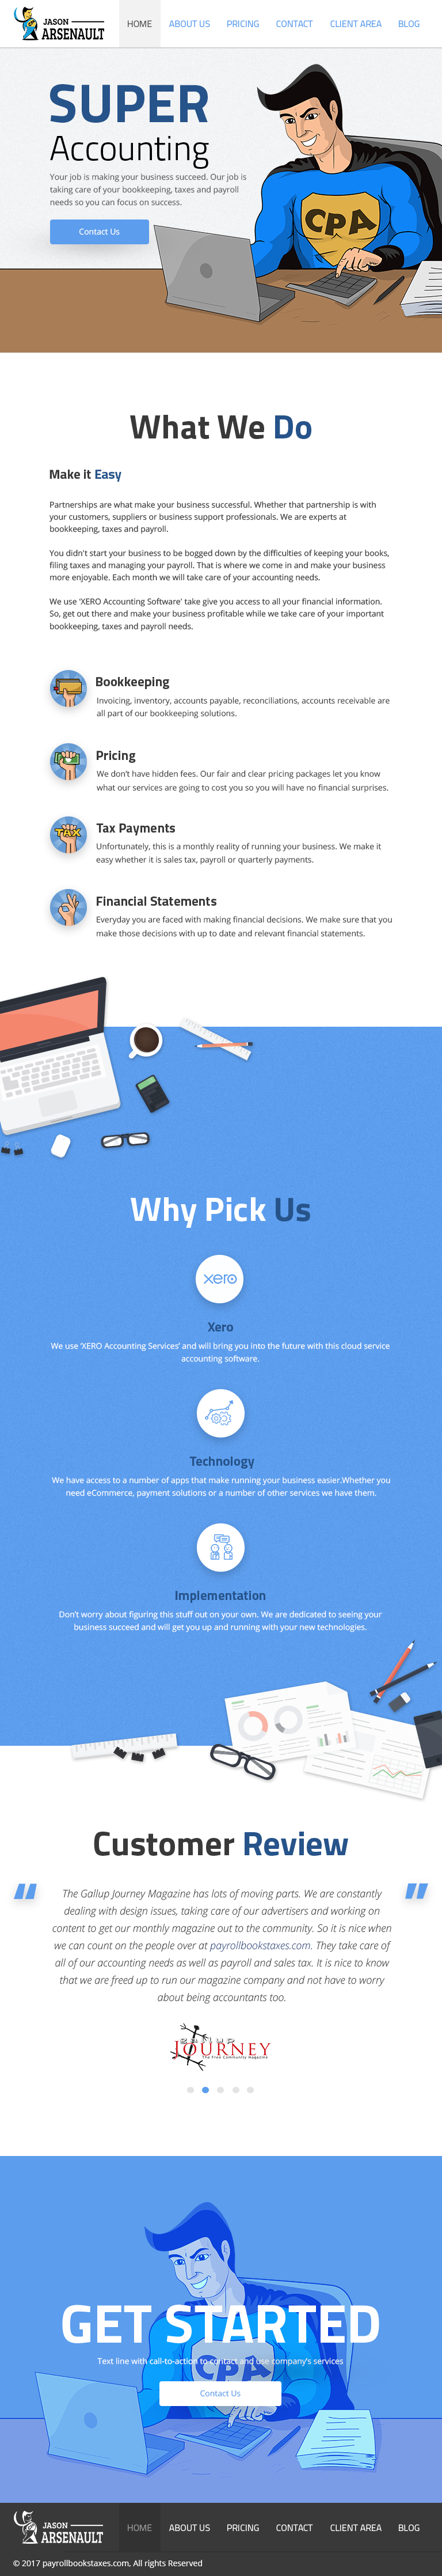 JASON
ARSENAULT
HOME ABOUT US PRICING CONTACT CLIENT AREA BLOG
SUPER
Accounting
Your job is making your business succeed. Our job is
taking care of your bookkeeping, taxes and payroll
needs so you can focus on success.
Contact Us
CPA
What We Do
Make it Easy
Partnerships are what make your business successful. Whether that partnership is with
your customers, suppliers or business support professionals. We are experts at
bookkeeping, taxes and payroll.
You didn't start your business to be bogged down by the difficulties of keeping your books,
filing taxes and managing your payroll. That is where we come in and make your business
more enjoyable. Each month we will take care of your accounting needs.
We use 'XERO Accounting Software' take give you access to all your financial information.
So, get out there and make your business profitable while we take care of your important
bookkeeping, taxes and payroll needs.
Bookkeeping
Invoicing, inventory, accounts payable, reconciliations, accounts receivable are
all part of our bookkeeping solutions.
Pricing
We don't have hidden fees. Our fair and clear pricing packages let you know
what our services are going to cost you so you will have no financial surprises.
TAX
Tax Payments
Unfortunately, this is a monthly reality of running your business. We make it
easy whether it is sales tax, payroll or quarterly payments.
Financial Statements
Everyday you are faced with making financial decisions. We make sure that you
make those decisions with up to date and relevant financial statements.
Why Pick Us
xero
Xero
We use 'XERO Accounting Services' and will bring you into the future with this cloud service
accounting software.
Technology
We have access to a number of apps that make running your business easier.Whether you
need eCommerce, payment solutions or a number of other services we have them.
Implementation
Don't worry about figuring this stuff out on your own. We are dedicated to seeing your
business succeed and will get you up and running with your new technologies.
Customer Review
The Gallup Journey Magazine has lots of moving parts. We are constantly
dealing with design issues, taking care of our advertisers and working on
content to get our monthly magazine out to the community. So it is nice when
we can count on the people over at payrollbookstaxes.com. They take care of
all of our accounting needs as well as payroll and sales tax. It is nice to know
that we are freed up to run our magazine company and not have to worry
about being accountants too.
GALLUP
JOURNEY
The Free Community Magazine
CPA
GET STARTED
Text line with call-to-action to contact and use company's services
Contact Us
JASON
ARSENAULT
HOME ABOUT US PRICING CONTACT CLIENT AREA BLOG
© 2017 payrollbookstaxes.com, All rights Reserved